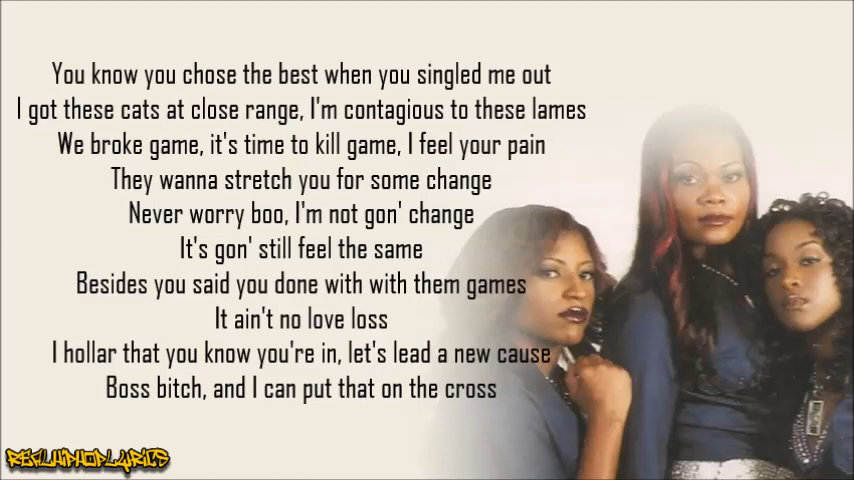 You know you chose the best when you singled me out
I got these cats at close range, I'm contagious to these lames
We broke game, it's time to kill game, I feel your pain
They wanna stretch you for some change
Never worry boo, I'm not gon' change
It's gon' still feel the same
Besides you said you done with with them games
It ain't no love loss
I hollar that you know you're in, let's lead a new cause
Boss bitch, and I can put that on the cross
REALHIPHOPLYRICS